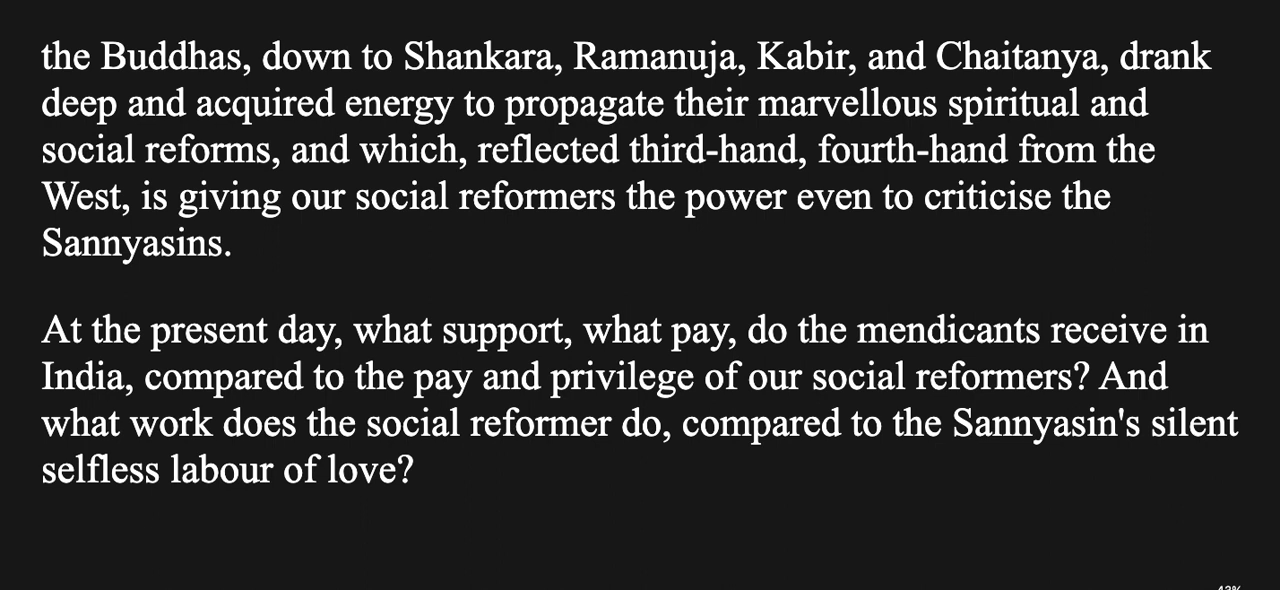 the Buddhas, down to Shankara, Ramanuja, Kabir, and Chaitanya, drank
deep and acquired energy to propagate their marvellous spiritual and
social reforms, and which, reflected third-hand, fourth-hand from the
West, is giving our social reformers the power even to criticise the
Sannyasins.
At the present day, what support, what pay, do the mendicants receive in
India, compared to the pay and privilege of our social reformers? And
what work does the social reformer do, compared to the Sannyasin's silent
selfless labour of love?